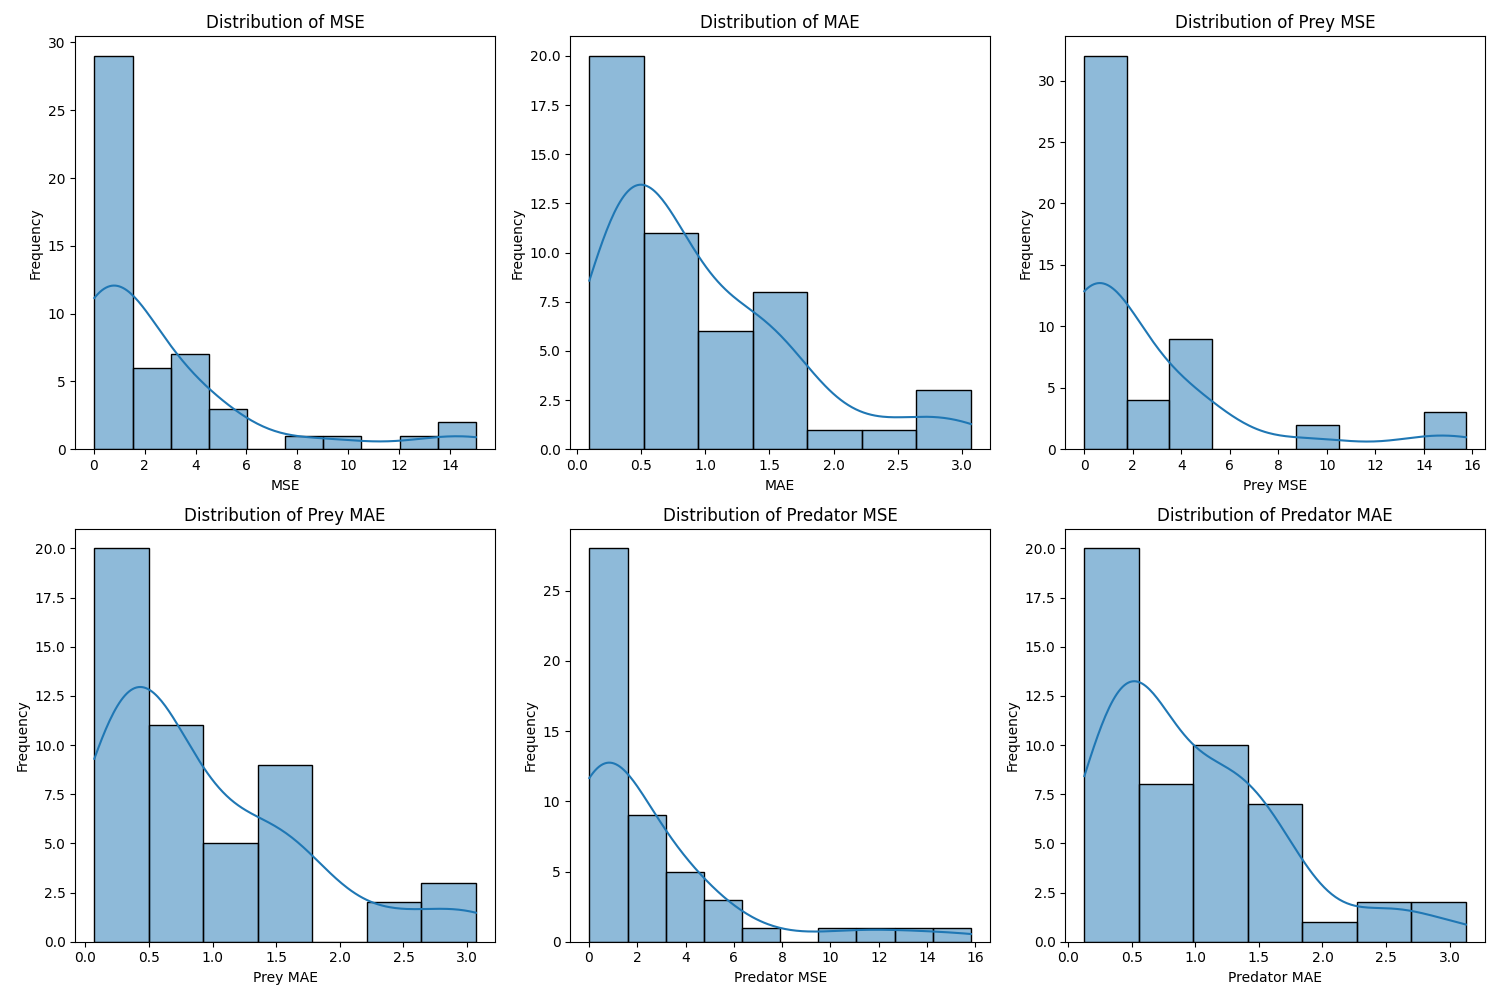 Distribution of MSE
30
25
20
15
10
5
0
Frequency
0 2 4 6 8 10 12 14
MSE
Distribution of MAE
20.0
17.5
15.0
12.5
10.0
7.5
5.0
2.5
0.0
Frequency
0.0 0.5 1.0 1.5 2.0 2.5 3.0
MAE
Distribution of Prey MSE
30
25
20
15
10
5
0
Frequency
0 2 4 6 8 10 12 14 16
Prey MSE
Distribution of Prey MAE
20.0
17.5
15.0
12.5
10.0
7.5
5.0
2.5
0.0
Frequency
0.0 0.5 1.0 1.5 2.0 2.5 3.0
Prey MAE
Distribution of Predator MSE
25
20
15
10
5
0
Frequency
0 2 4 6 8 10 12 14 16
Predator MSE
Distribution of Predator MAE
20.0
17.5
15.0
12.5
10.0
7.5
5.0
2.5
0.0
Frequency
0.0 0.5 1.0 1.5 2.0 2.5 3.0
Predator MAE